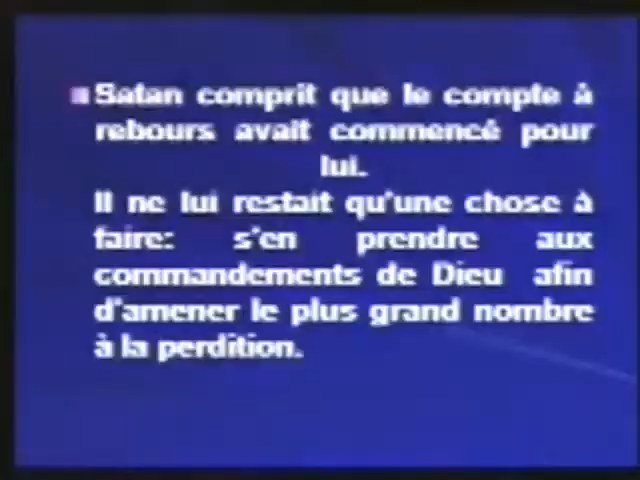 Satan comprit que le compte à
rebours avait commencé pour
lui.
Il ne lui restait qu'une chose à
faire: s'en prendre aux
commandements de Dieu afin
d'amener le plus grand nombre
à la perdition.